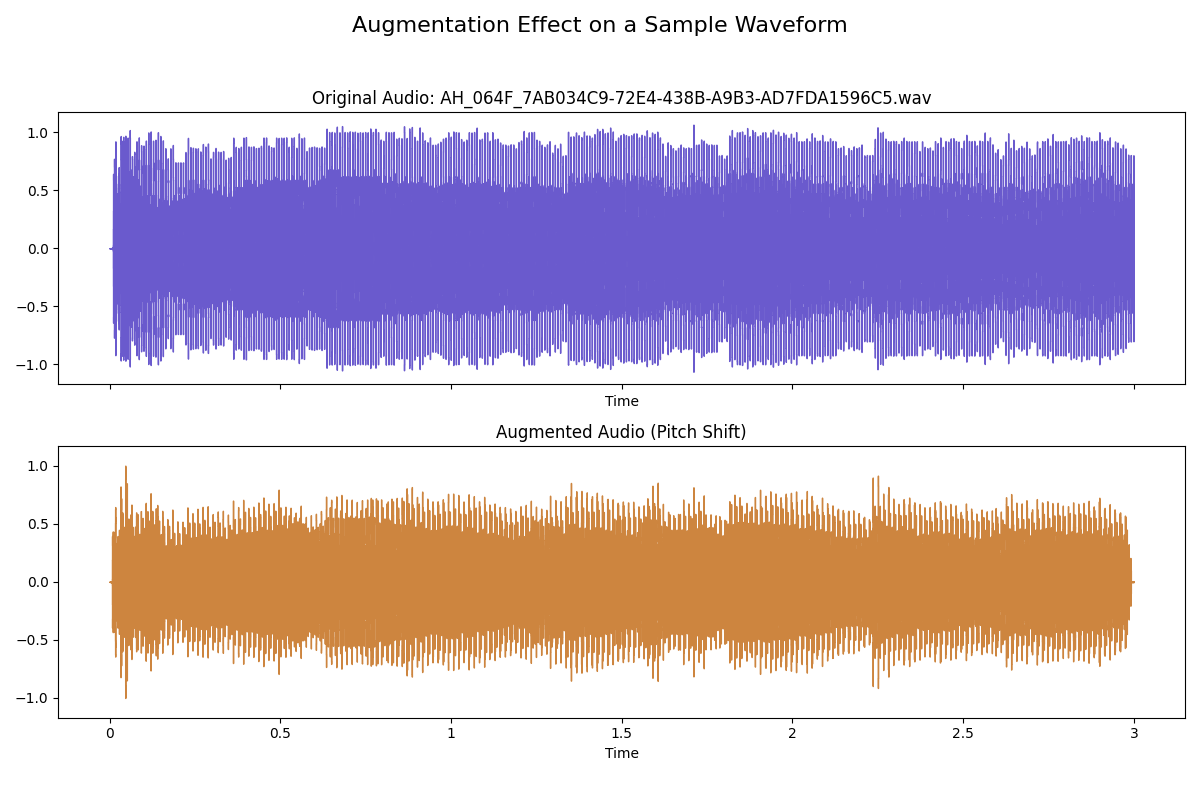 Augmentation Effect on a Sample Waveform
Original Audio: AH_064F_7AB034C9-72E4-438B-A9B3-AD7FDA1596C5.wav
1.0
0.5
0.0
−0.5
−1.0
Time
Augmented Audio (Pitch Shift)
1.0
0.5
0.0
−0.5
−1.0
0 0.5 1 1.5 2 2.5 3
Time